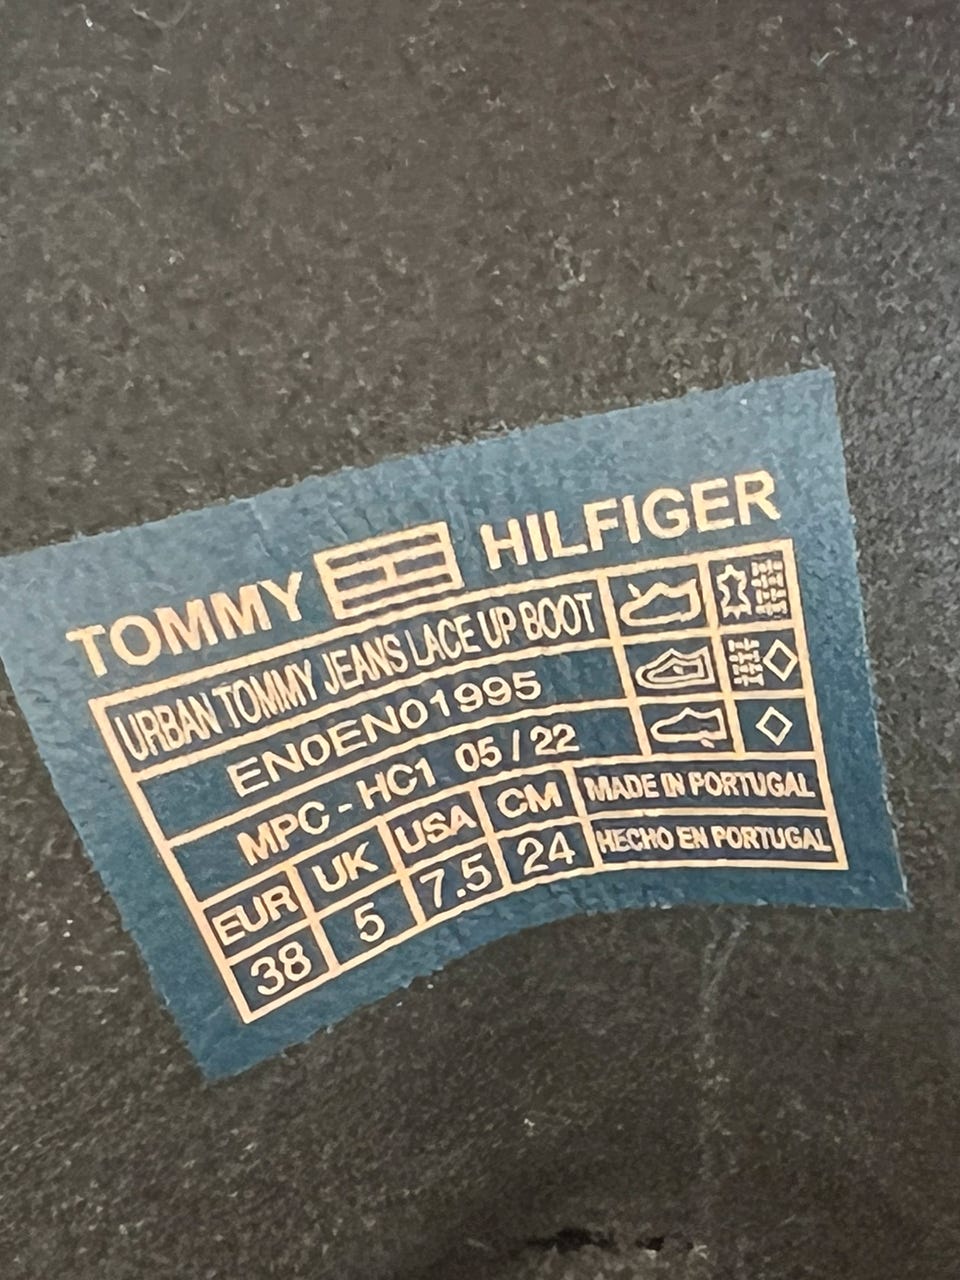 TOMMY HILFIGER
URBAN TOMMY JEANS LACE UP BOOT
EN0EN01995
MPC - HC1 05 / 22
EUR UK USA CM
38 5 7.5 24
MADE IN PORTUGAL
HECHO EN PORTUGAL